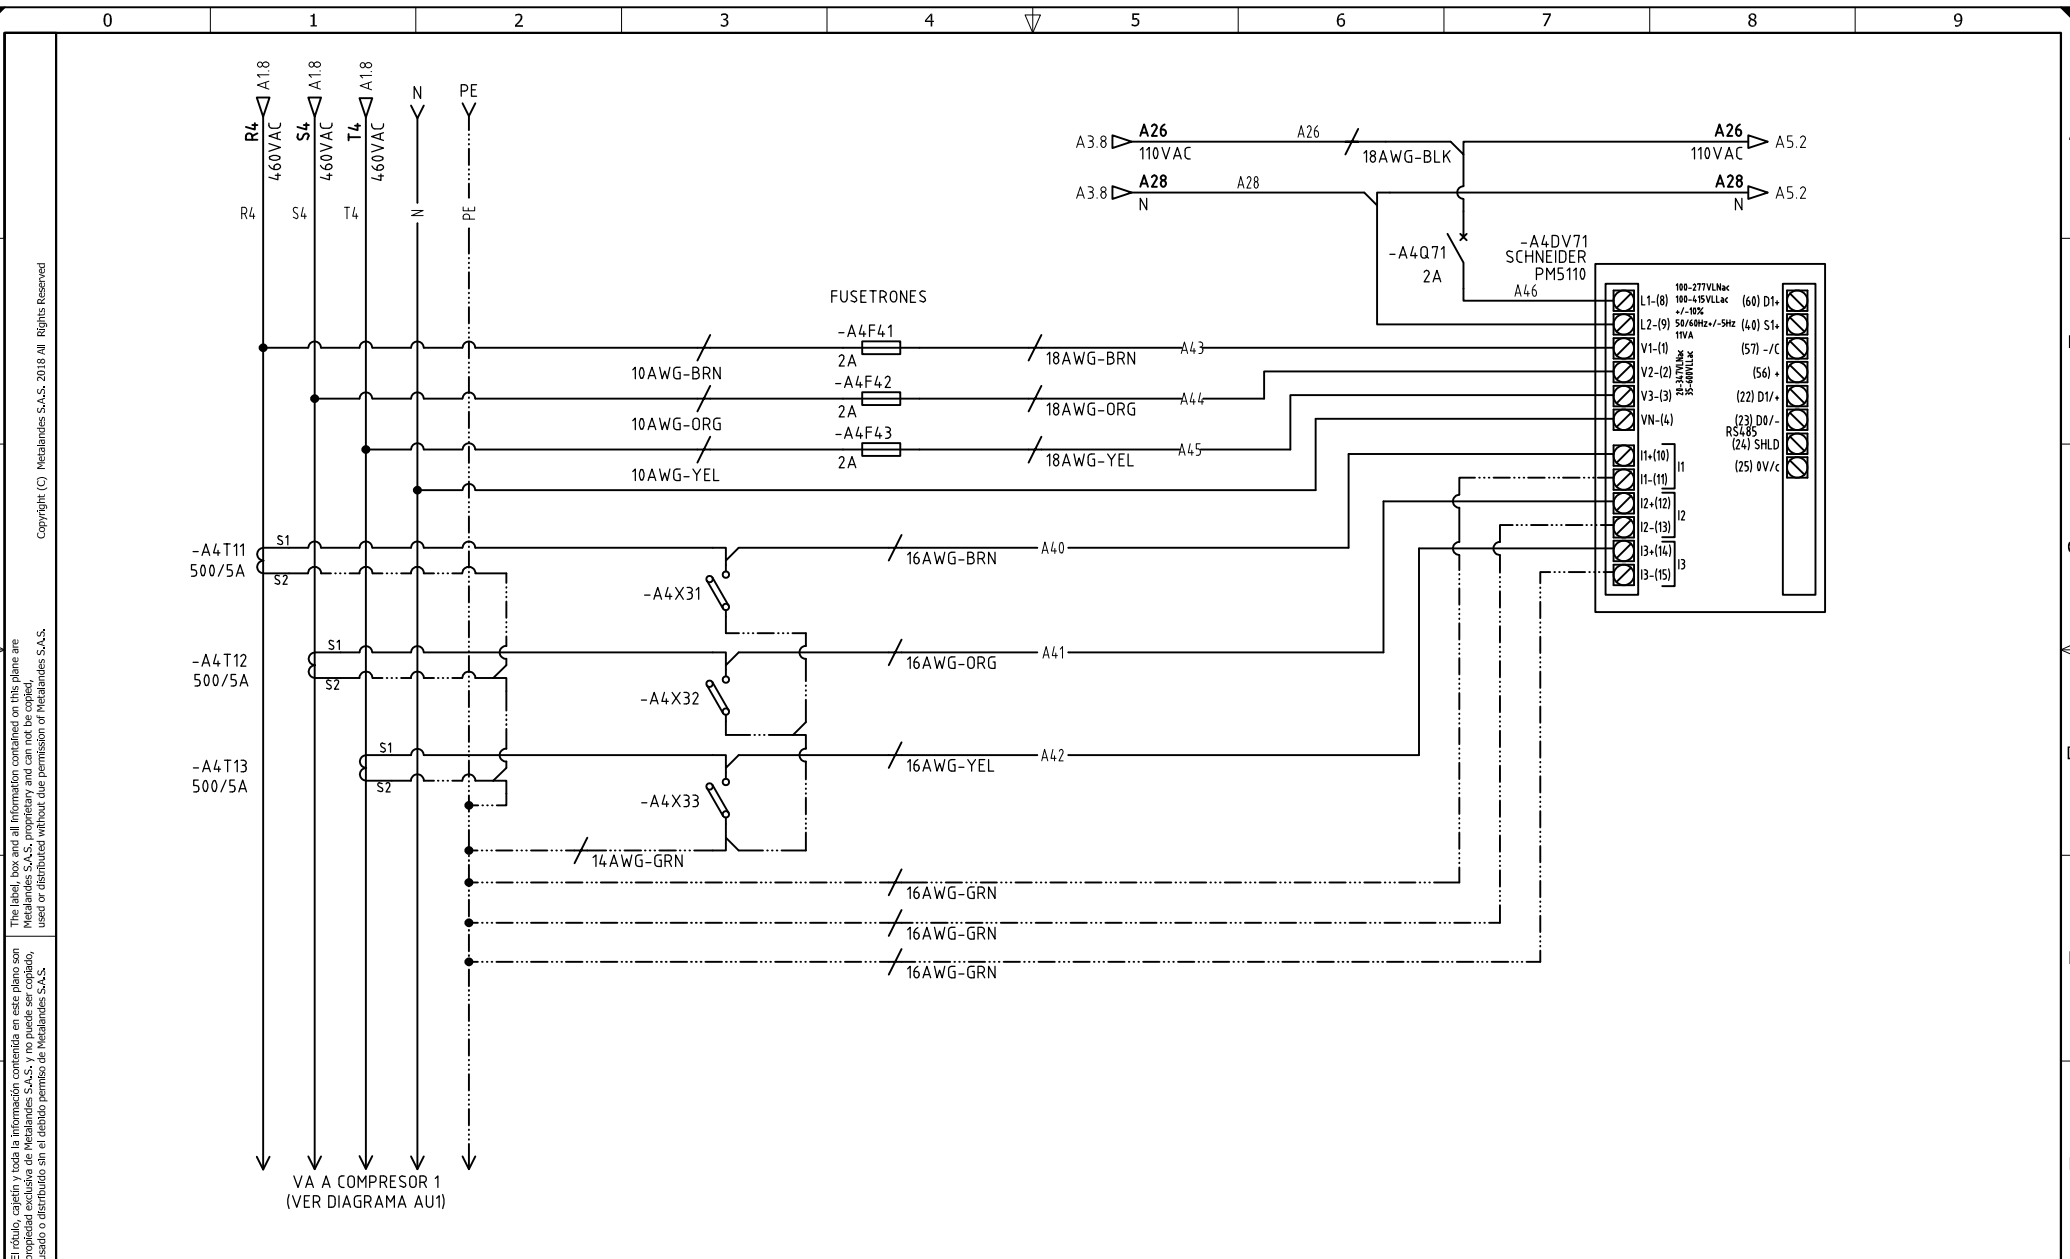 0 1 2 3 4 5 6 7 8 9
A1.8 A1.8 A1.8 N PE
R4 460VAC S4 460VAC T4 460VAC
R4 S4 T4 N PE
A3.8 A26 A26 A26 A5.2
110VAC 18AWG-BLK 110VAC
A3.8 A28 A28 A28 A5.2
N N
-A4Q71
2A
-A4DV71
SCHNEIDER
PM5110
A46
FUSETRONES
-A4F41
2A
10AWG-BRN
18AWG-BRN
A43
-A4F42
2A
10AWG-ORG
18AWG-ORG
A44
-A4F43
2A
10AWG-YEL
18AWG-YEL
A45
L1-(8)
L2-(9)
V1-(1)
V2-(2)
V3-(3)
VN-(4)
I1+(10)
I1-(11)
I1
I2+(12)
I2-(13)
I2
I3+(14)
I3-(15)
I3
100-277VLNac
100-415VLLac
+/-10%
50/60Hz+/-5Hz
11VA
20-347VLNac
35-600VLLac
(60) D1+
(40) S1+
(57) -/C
(56) +
(22) D1/+
(23) D0/-
RS485
(24) SHLD
(25) 0V/c
-A4T11
500/5A
S1
S2
-A4X31
16AWG-BRN
A40
-A4T12
500/5A
S1
S2
-A4X32
16AWG-ORG
A41
-A4T13
500/5A
S1
S2
-A4X33
16AWG-YEL
A42
14AWG-GRN
16AWG-GRN
16AWG-GRN
16AWG-GRN
VA A COMPRESOR 1
(VER DIAGRAMA AU1)
Copyright (C) Metalandes S.A.S. 2018 All Rights Reserved
The label, box and all information contained on this plane are
Metalandes S.A.S. proprietary and can not be copied,
used or distributed without due permission of Metalandes S.A.S.
El rótulo, cajetín y toda la información contenida en este plano son
propiedad exclusiva de Metalandes S.A.S. y no puede ser copiado,
usado o distribuido sin el debido permiso de Metalandes S.A.S.